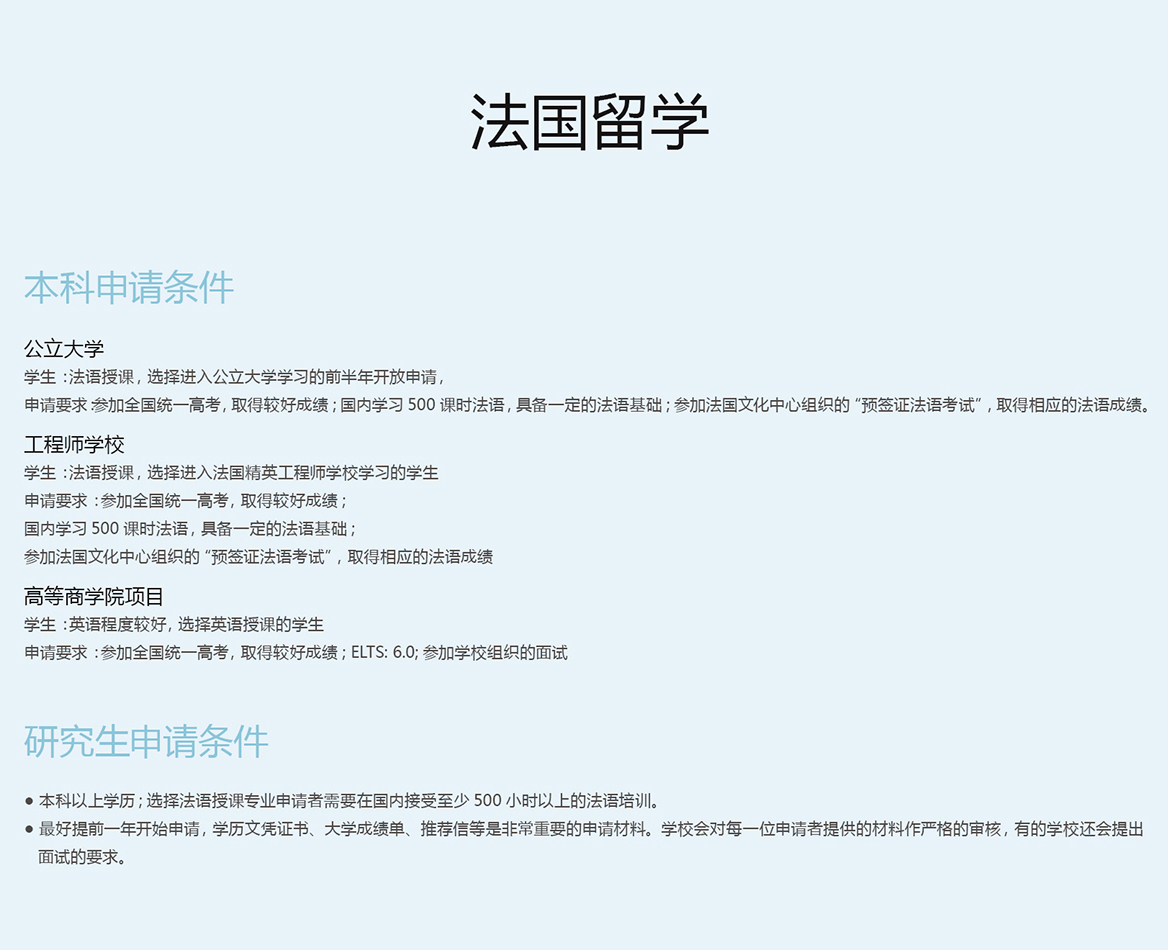 法国留学
本科申请条件
公立大学
学生：法语授课，选择进入公立大学学习的前半年开放申请，
申请要求:参加全国统一高考，取得较好成绩；国内学习 500 课时法语，具备一定的法语基础；参加法国文化中心组织的“预签证法语考试”，取得相应的法语成绩。
工程师学校
学生：法语授课，选择进入法国精英工程师学校学习的学生
申请要求：参加全国统一高考，取得较好成绩；
国内学习 500 课时法语，具备一定的法语基础；
参加法国文化中心组织的“预签证法语考试”，取得相应的法语成绩
高等商学院项目
学生：英语程度较好，选择英语授课的学生
申请要求：参加全国统一高考，取得较好成绩；ELTS: 6.0; 参加学校组织的面试
研究生申请条件
● 本科以上学历；选择法语授课专业申请者需要在国内接受至少 500 小时以上的法语培训。
● 最好提前一年开始申请，学历文凭证书、大学成绩单、推荐信等是非常重要的申请材料。学校会对每一位申请者提供的材料作严格的审核，有的学校还会提出
面试的要求。